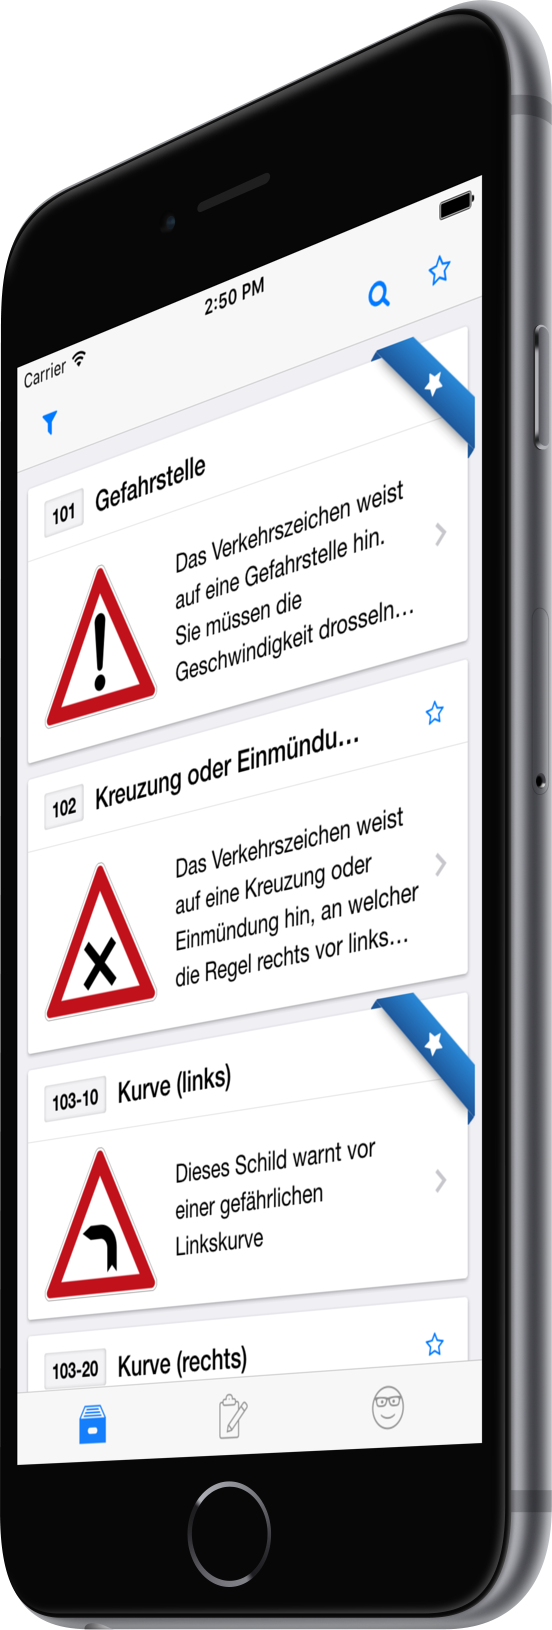 2:50 PM
Carrier
101 Gefahrstelle
Das Verkehrszeichen weist
auf eine Gefahrstelle hin.
Sie müssen die
Geschwindigkeit drosseln…
102 Kreuzung oder Einmündu…
Das Verkehrszeichen weist
auf eine Kreuzung oder
Einmündung hin, an welcher
die Regel rechts vor links…
103-10 Kurve (links)
Dieses Schild warnt vor
einer gefährlichen
Linkskurve
103-20 Kurve (rechts)